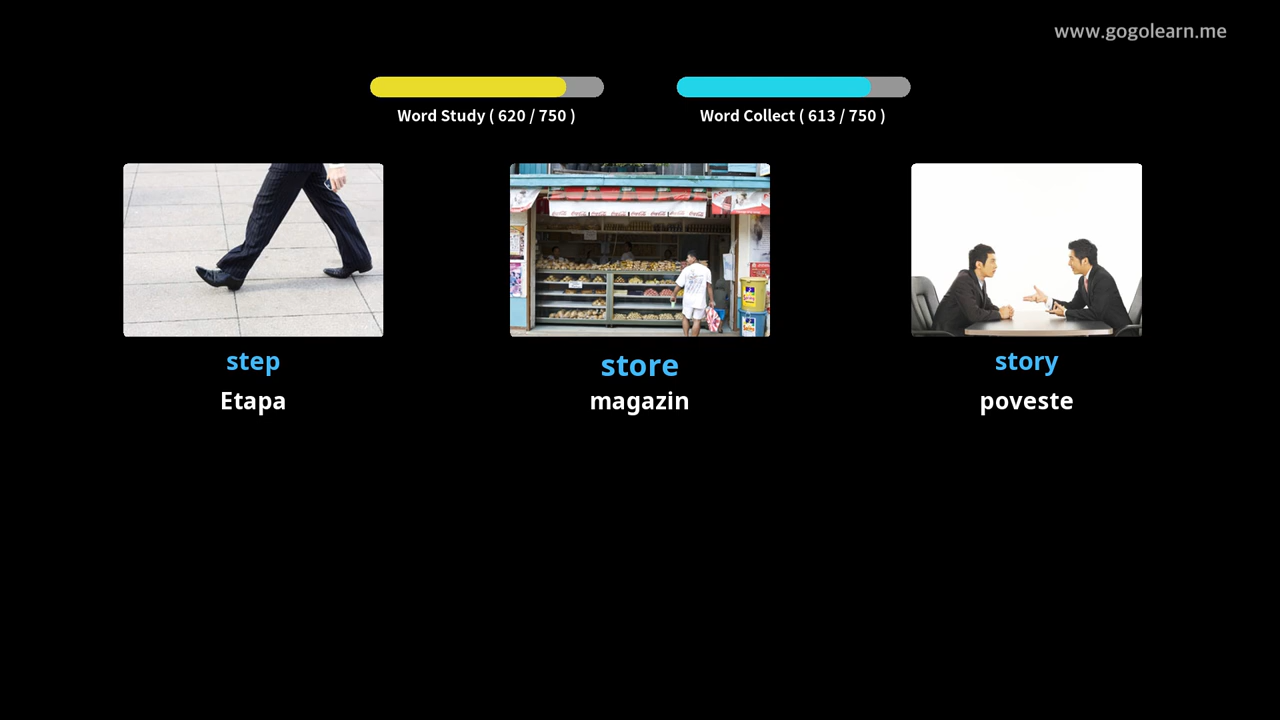 www.gogolearn.me
Word Study ( 620 / 750 )
Word Collect ( 613 / 750 )
step
store
story
Etapa
magazin
poveste